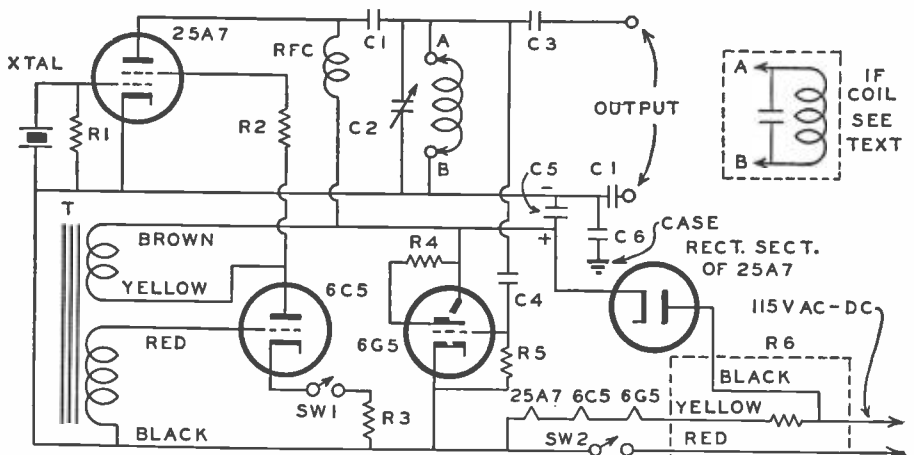 25A7
XTAL
R1
R2
RFC
C1
C2
A
B
C3
OUTPUT
A
B
IF
COIL
SEE
TEXT
C5
C1
-
+
C6
CASE
RECT. SECT.
OF 25A7
T
BROWN
YELLOW
RED
BLACK
6C5
SW1
R3
R4
6G5
C4
R5
115V AC-DC
R6
BLACK
25A7 6C5 6G5
YELLOW
SW2
RED